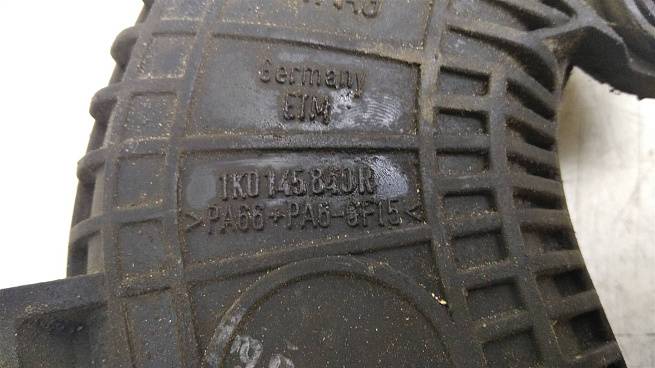 Germany
ETM
1K0 145 840R
>PA66+PA6-GF15<